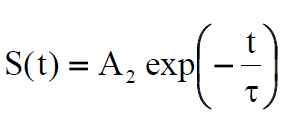 S(t) = A₂ exp(−t/τ)